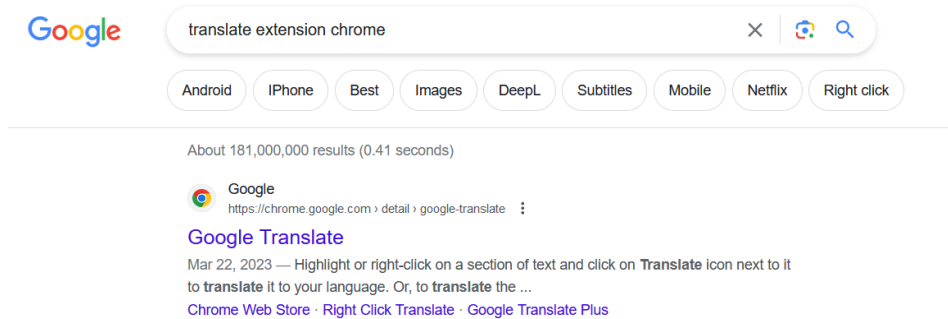 Google
translate extension chrome
Android
IPhone
Best
Images
DeepL
Subtitles
Mobile
Netflix
Right click
About 181,000,000 results (0.41 seconds)
Google
https://chrome.google.com › detail › google-translate
Google Translate
Mar 22, 2023 — Highlight or right-click on a section of text and click on Translate icon next to it
to translate it to your language. Or, to translate the ...
Chrome Web Store · Right Click Translate · Google Translate Plus